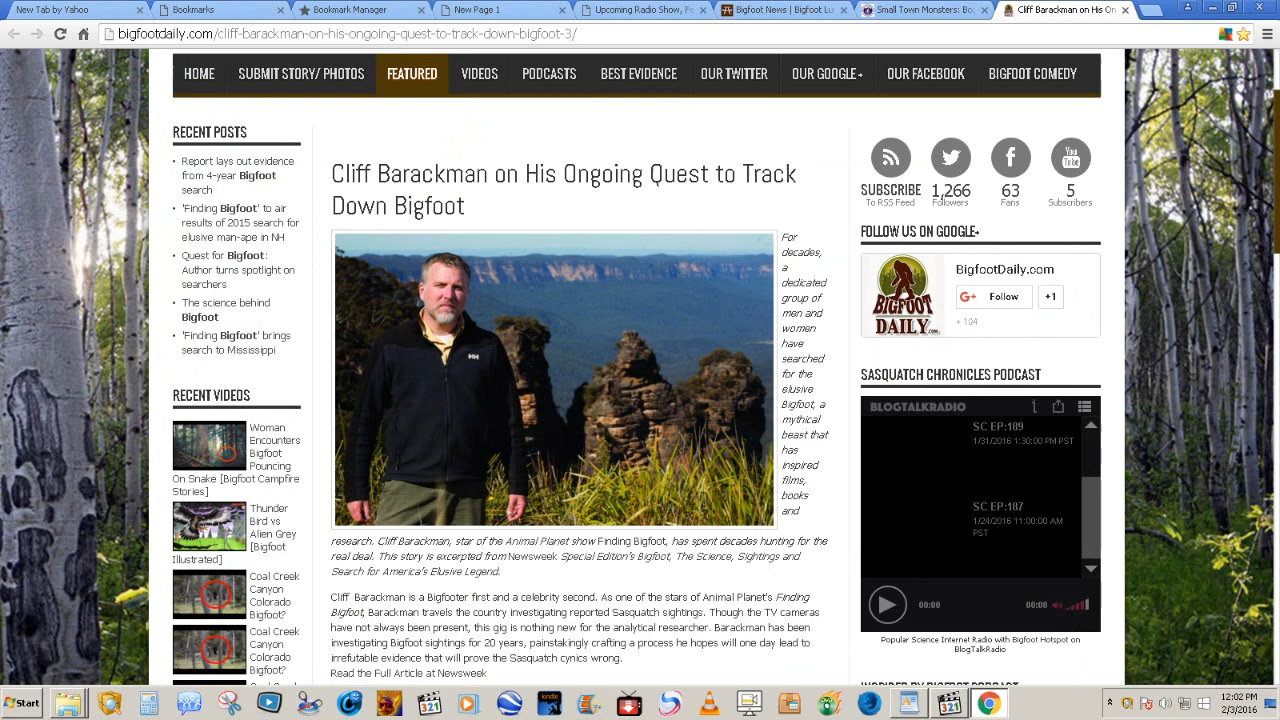 New Tab by Yahoo
Bookmark Manager
New Page 1
Upcoming Radio Show, Fe
Bigfoot News | Bigfoot Lu
Small Town Monsters: Boo
Cliff Barackman on His On
bigfootdaily.com/cliff-barackman-on-his-ongoing-quest-to-track-down-bigfoot-3/
HOME
SUBMIT STORY/ PHOTOS
FEATURED
VIDEOS
PODCASTS
BEST EVIDENCE
OUR TWITTER
OUR GOOGLE+
OUR FACEBOOK
BIGFOOT COMEDY
RECENT POSTS
Report lays out evidence
from 4-year Bigfoot
search
'Finding Bigfoot' to air
results of 2015 search for
elusive man-ape in NH
Quest for Bigfoot:
Author turns spotlight on
searchers
The science behind
Bigfoot
'Finding Bigfoot' brings
search to Mississippi
RECENT VIDEOS
Woman
Encounters
Bigfoot
Pouncing
On Snake [Bigfoot Campfire
Stories]
Thunder
Bird vs
Alien Grey
[Bigfoot
Illustrated]
Coal Creek
Canyon
Colorado
Bigfoot?
Coal Creek
Canyon
Colorado
Bigfoot?
Cliff Barackman on His Ongoing Quest to Track
Down Bigfoot
For
decades,
a
dedicated
group of
men and
women
have
searched
for the
elusive
Bigfoot, a
mythical
beast that
has
inspired
films,
books
and
research. Cliff Barackman, star of the Animal Planet show Finding Bigfoot, has spent decades hunting for the
real deal. This story is excerpted from Newsweek Special Edition's Bigfoot, The Science, Sightings and
Search for America's Elusive Legend.
Cliff Barackman is a Bigfooter first and a celebrity second. As one of the stars of Animal Planet's Finding
Bigfoot, Barackman travels the country investigating reported Sasquatch sightings. Though the TV cameras
have not always been present, this gig is nothing new for the analytical researcher. Barackman has been
investigating Bigfoot sightings for 20 years, painstakingly crafting a process he hopes will one day lead to
irrefutable evidence that will prove the Sasquatch cynics wrong.
Read the Full Article at Newsweek
You
Tube
SUBSCRIBE
To RSS Feed
1,266
Followers
63
Fans
5
Subscribers
FOLLOW US ON GOOGLE+
BIGFOOT
DAILY.COM
BigfootDaily.com
G+ Follow
+1
+ 104
SASQUATCH CHRONICLES PODCAST
BLOGTALKRADIO
SC EP:189
1/31/2016 1:30:00 PM PST
SC EP:187
1/24/2016 11:00:00 AM
PST
00:00
00:00
Popular Science Internet Radio with Bigfoot Hotspot on
BlogTalkRadio
INSPIRED BY BIGFOOT PODCAST
Start
321
kindle
321
12:02 PM
2/3/2016